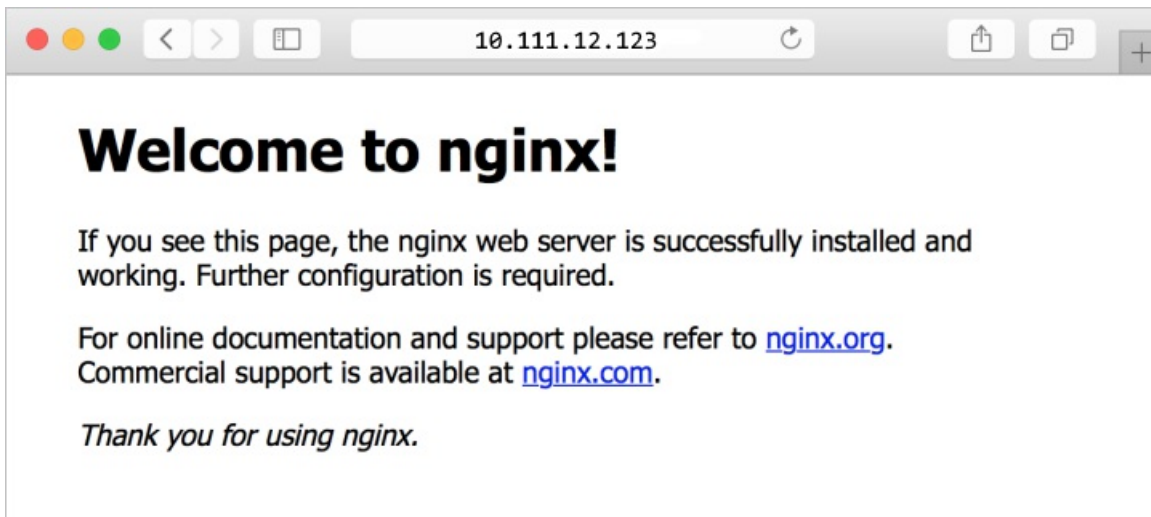 10.111.12.123
Welcome to nginx!
If you see this page, the nginx web server is successfully installed and
working. Further configuration is required.
For online documentation and support please refer to nginx.org.
Commercial support is available at nginx.com.
Thank you for using nginx.